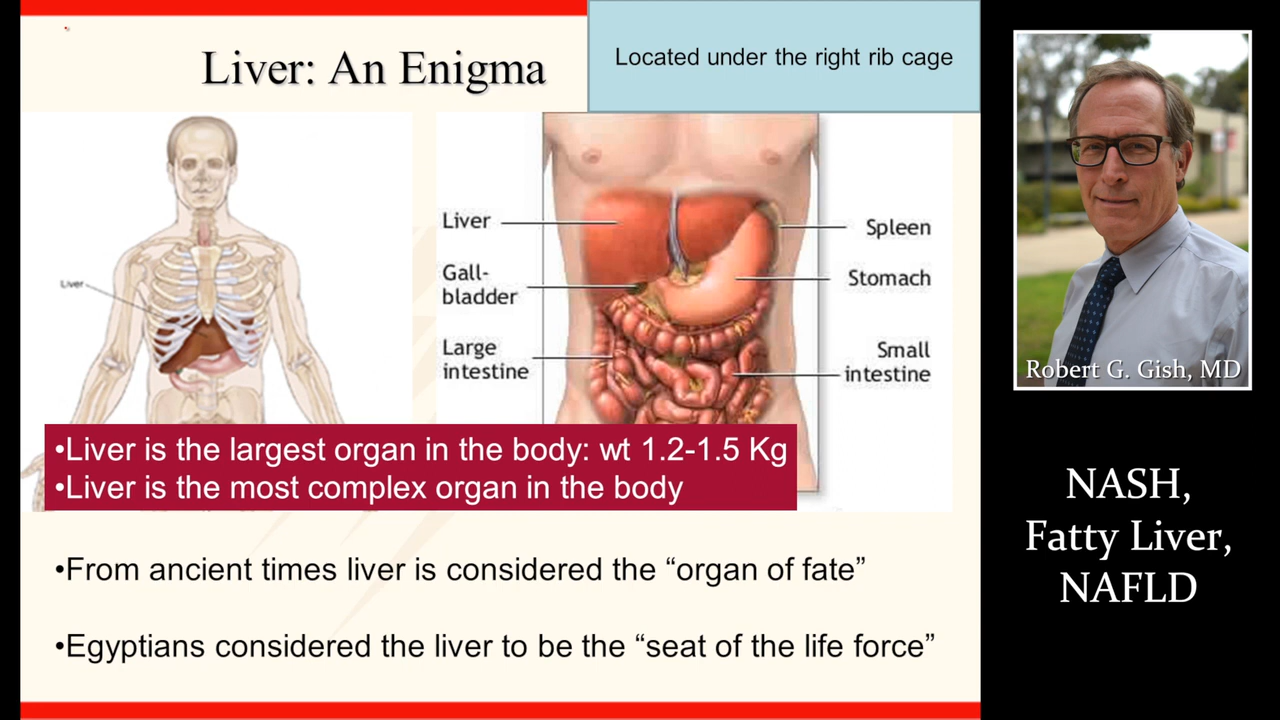 Liver: An Enigma
Located under the right rib cage
Liver
Liver
Gall-
bladder
Large
intestine
Spleen
Stomach
Small
intestine
•Liver is the largest organ in the body: wt 1.2-1.5 Kg
•Liver is the most complex organ in the body
•From ancient times liver is considered the “organ of fate”
•Egyptians considered the liver to be the “seat of the life force”
Robert G. Gish, MD
NASH,
Fatty Liver,
NAFLD